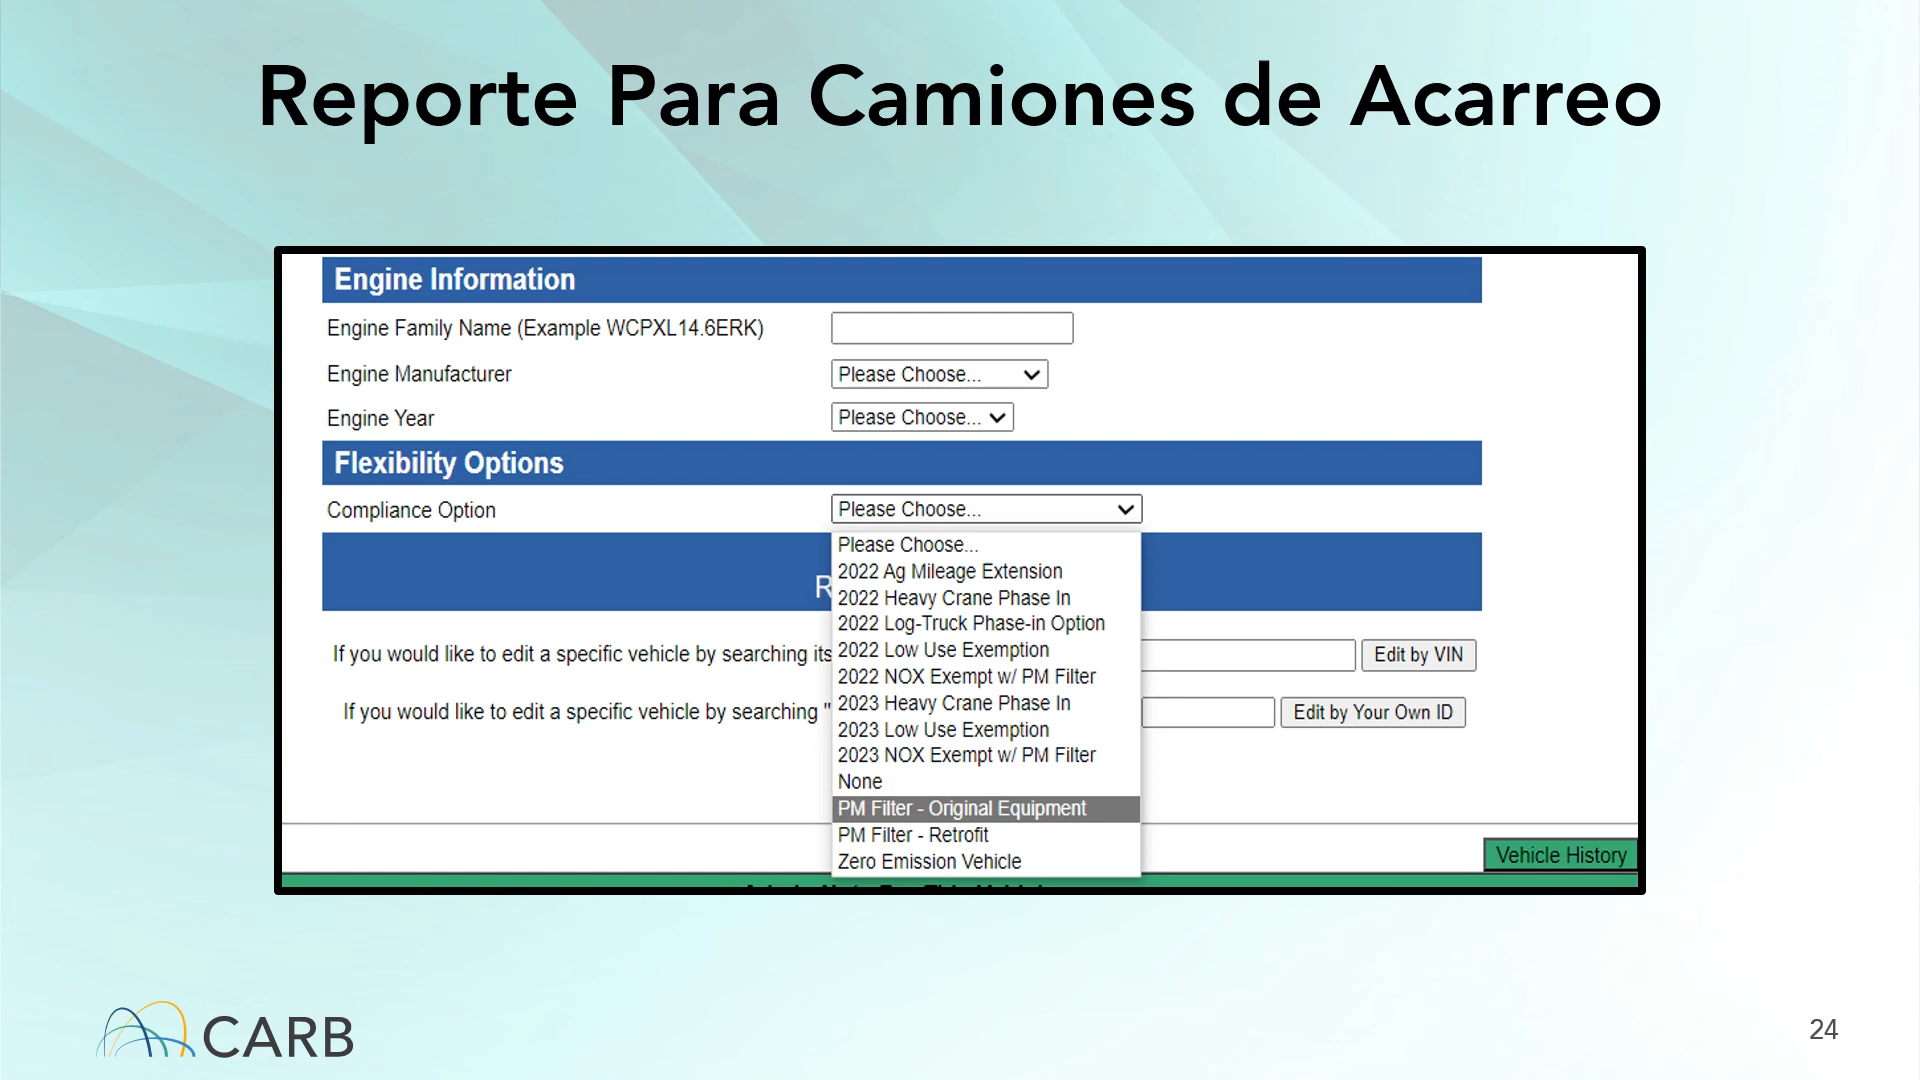 Reporte Para Camiones de Acarreo
Engine Information
Engine Family Name (Example WCPXL14.6ERK)
Engine Manufacturer
Please Choose...
Engine Year
Please Choose...
Flexibility Options
Compliance Option
Please Choose...
Please Choose...
2022 Ag Mileage Extension
2022 Heavy Crane Phase In
2022 Log-Truck Phase-in Option
2022 Low Use Exemption
2022 NOX Exempt w/ PM Filter
2023 Heavy Crane Phase In
2023 Low Use Exemption
2023 NOX Exempt w/ PM Filter
None
PM Filter - Original Equipment
PM Filter - Retrofit
Zero Emission Vehicle
R
If you would like to edit a specific vehicle by searching its
Edit by VIN
If you would like to edit a specific vehicle by searching "
Edit by Your Own ID
Vehicle History
CARB
24